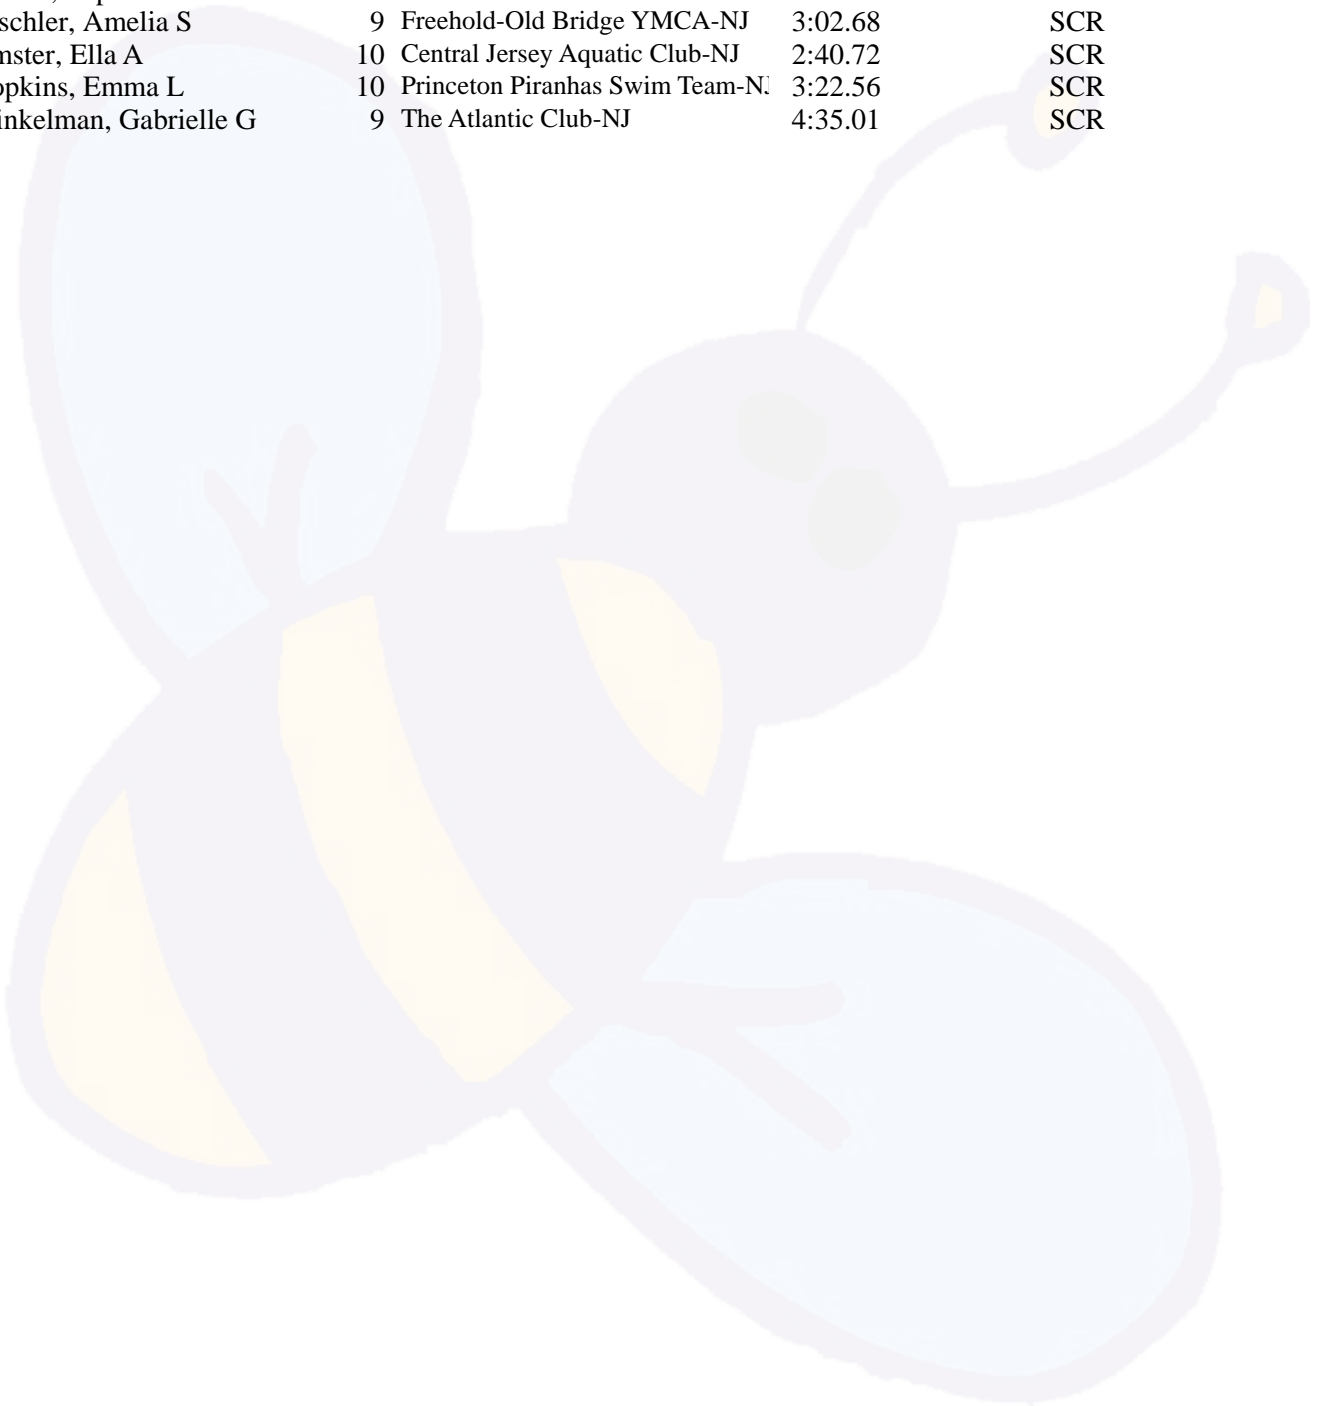 schler, Amelia S 9 Freehold-Old Bridge YMCA-NJ 3:02.68 SCR
mster, Ella A 10 Central Jersey Aquatic Club-NJ 2:40.72 SCR
opkins, Emma L 10 Princeton Piranhas Swim Team-NJ 3:22.56 SCR
inkelman, Gabrielle G 9 The Atlantic Club-NJ 4:35.01 SCR